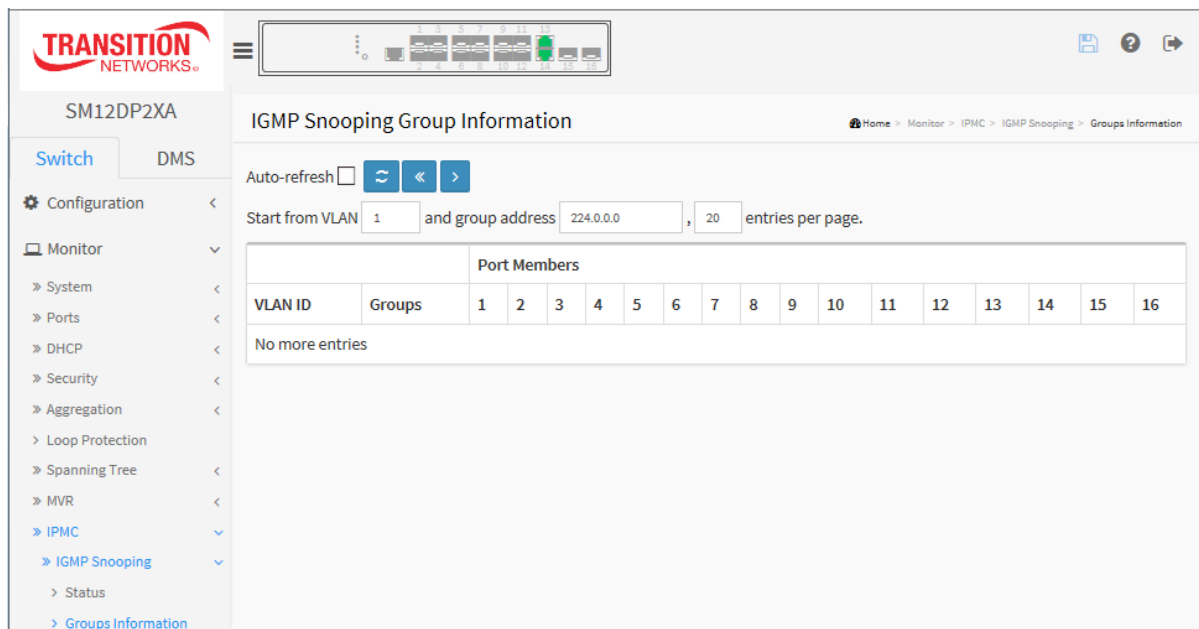 TRANSITION
NETWORKS®
1 3 5 7 9 11 13
2 4 6 8 10 12 14 15 16
SM12DP2XA
Switch DMS
Configuration
Monitor
System
Ports
DHCP
Security
Aggregation
Loop Protection
Spanning Tree
MVR
IPMC
IGMP Snooping
Status
Groups Information
IGMP Snooping Group Information
Home > Monitor > IPMC > IGMP Snooping > Groups Information
Auto-refresh
Start from VLAN 1 and group address 224.0.0.0 , 20 entries per page.
Port Members
VLAN ID Groups 1 2 3 4 5 6 7 8 9 10 11 12 13 14 15 16
No more entries